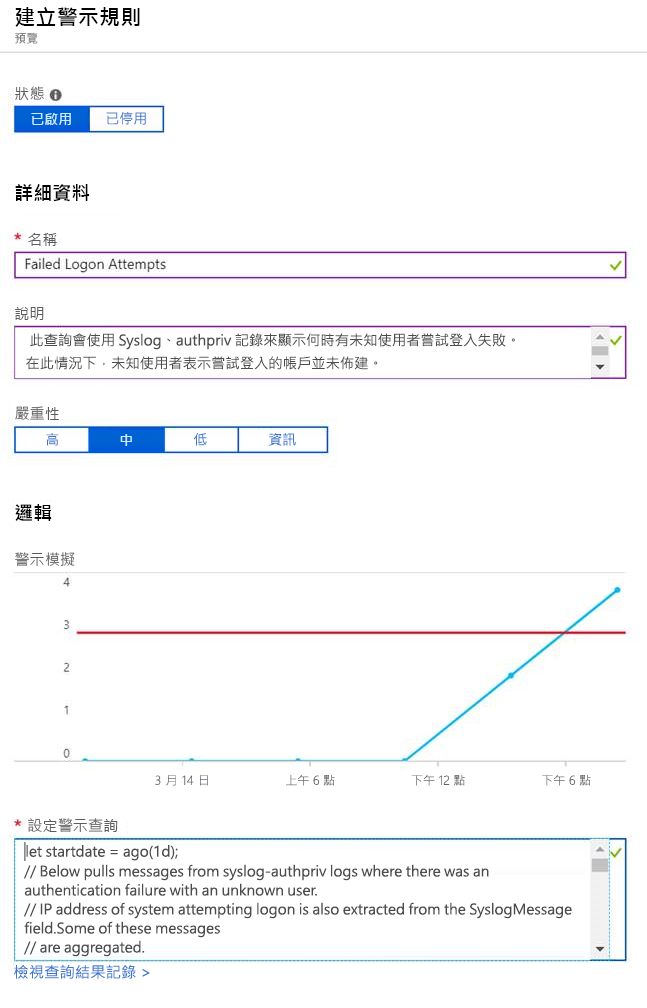 建立警示規則
預覽
狀態
已啟用 已停用
詳細資料
* 名稱
Failed Logon Attempts
說明
此查詢會使用 Syslog、authpriv 記錄來顯示何時有未知使用者嘗試登入失敗。
在此情況下，未知使用者表示嘗試登入的帳戶並未佈建。
嚴重性
高 中 低 資訊
邏輯
警示模擬
4
3
2
1
0
3 月 14 日 上午 6 點 下午 12 點 下午 6 點
* 設定警示查詢
let startdate = ago(1d);
// Below pulls messages from syslog-authpriv logs where there was an
authentication failure with an unknown user.
// IP address of system attempting logon is also extracted from the SyslogMessage
field.Some of these messages
// are aggregated.
檢視查詢結果記錄 >